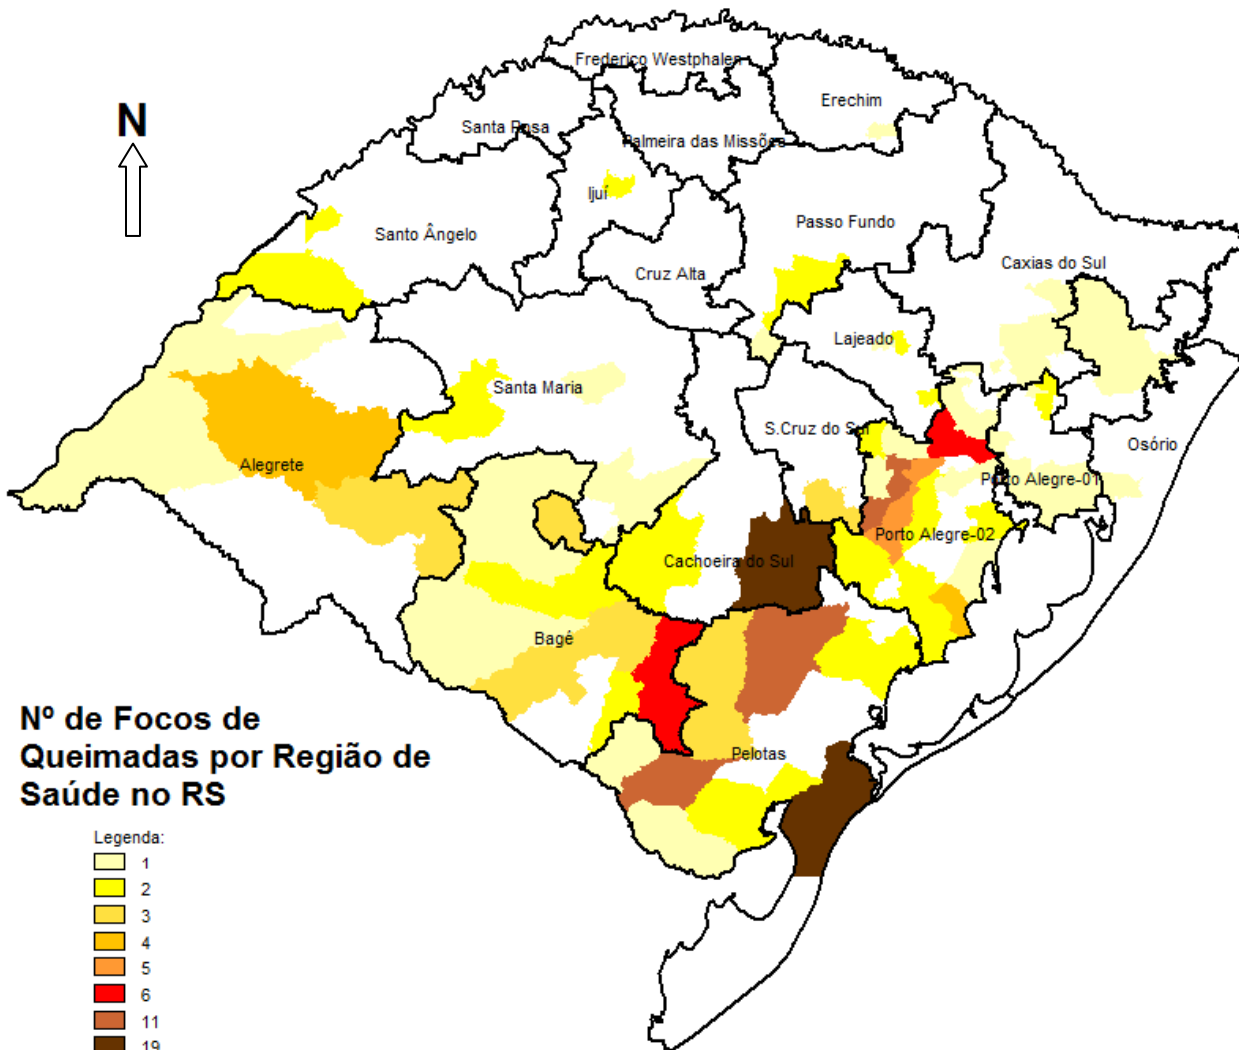 Frederico Westphalen
Erechim
N
Santa Rosa
Palmeira das Missões
Ijuí
Passo Fundo
Santo Ângelo
Caxias do Sul
Cruz Alta
Lajeado
Santa Maria
S.Cruz do Sul
Osório
Alegrete
Porto Alegre-01
Porto Alegre-02
Cachoeira do Sul
Bagé
Nº de Focos de
Queimadas por Região de
Saúde no RS
Pelotas
Legenda:
1
2
3
4
5
6
11
19